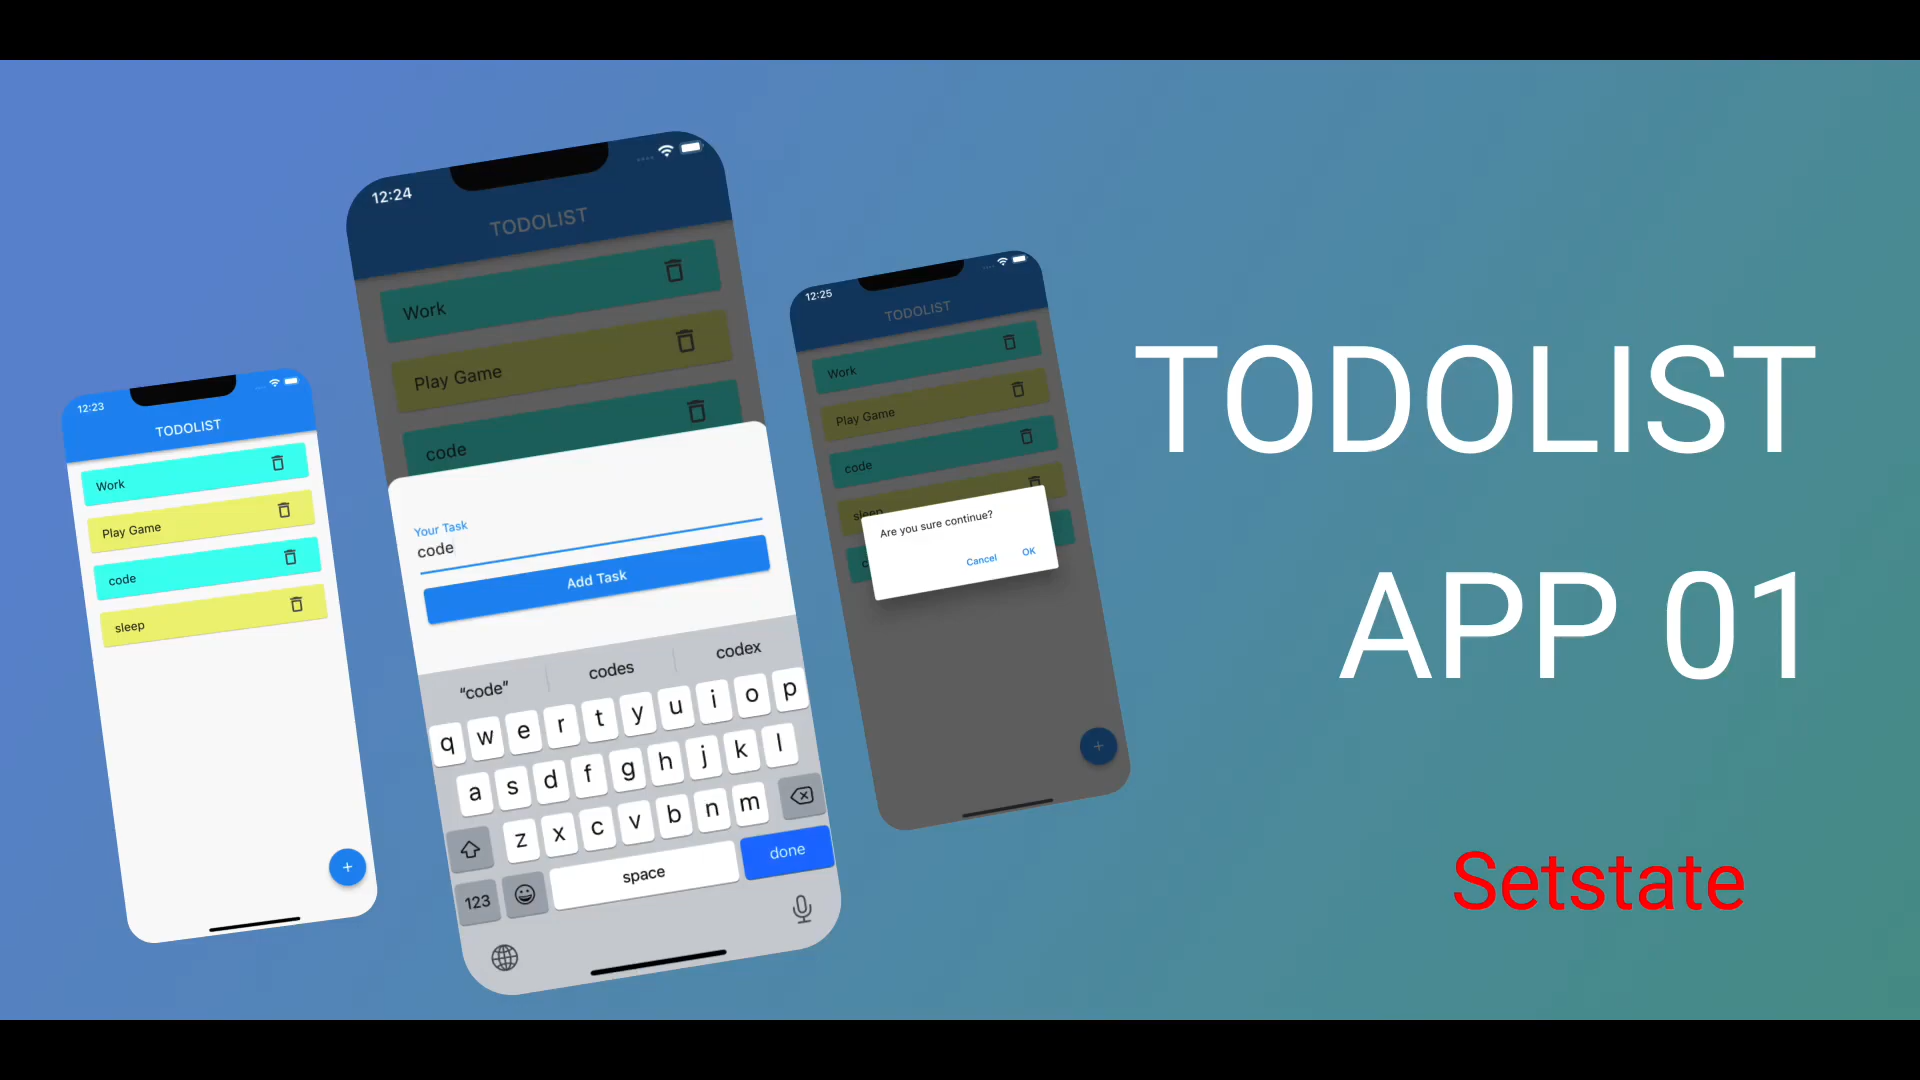 12:23
TODOLIST
Work
Play Game
code
sleep
+
12:24
TODOLIST
Work
Play Game
code
Your Task
code
Add Task
“code”
codes
codex
q w e r t y u i o p
a s d f g h j k l
z x c v b n m
123
space
done
12:25
TODOLIST
Work
Play Game
code
sleep
Are you sure continue?
Cancel
OK
+
TODOLIST
APP 01
Setstate